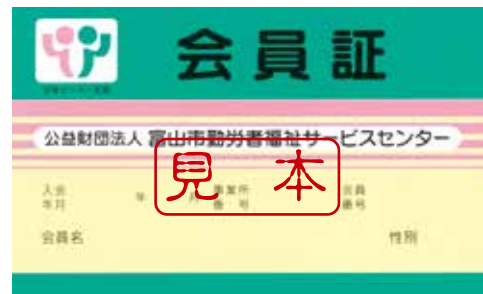 会員証
公益財団法人 富山市勤労者福祉サービスセンター
見本
入会年月 年 月 事業所番号 会員番号
会員名 性別